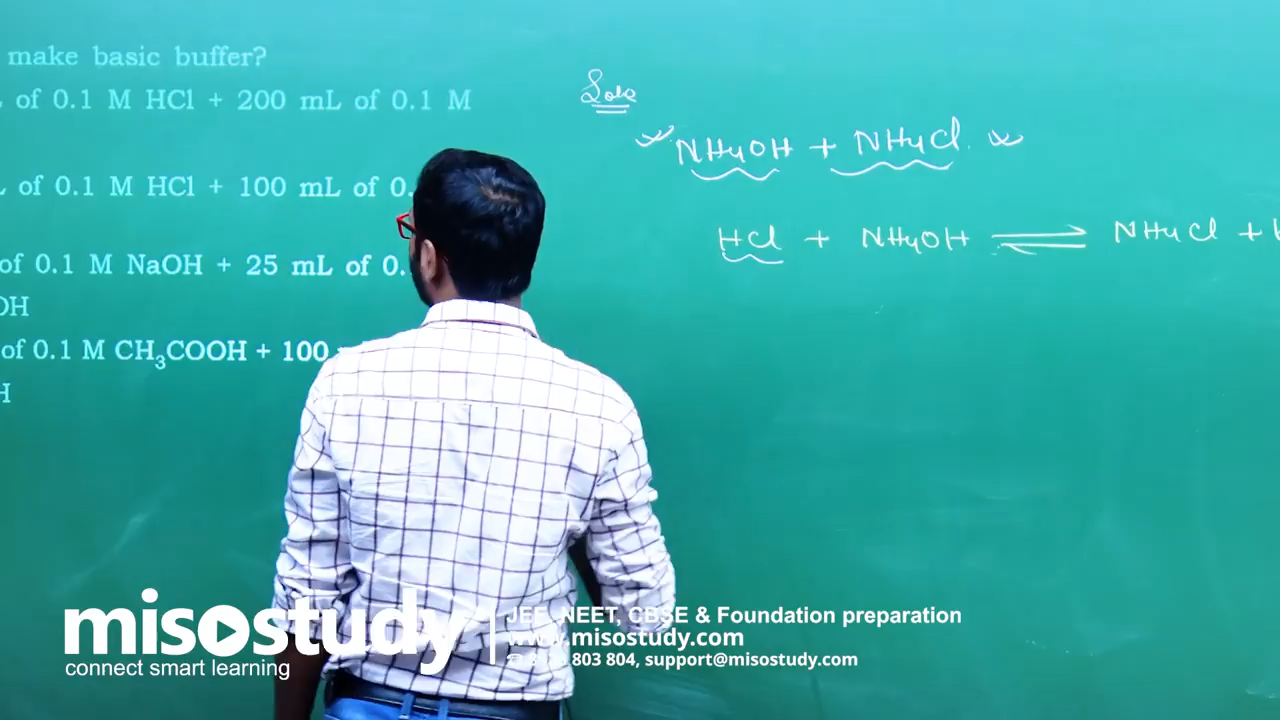 make basic buffer?
of 0.1 M HCl + 200 mL of 0.1 M
of 0.1 M HCl + 100 mL of 0.
of 0.1 M NaOH + 25 mL of 0.
OH
of 0.1 M CH₃COOH + 100
H
Soln
NH₄OH + NH₄Cl
HCl + NH₄OH ⇌ NH₄Cl +
misostudy
connect smart learning
JEE, NEET, CBSE & Foundation preparation
www.misostudy.com
803 804, support@misostudy.com